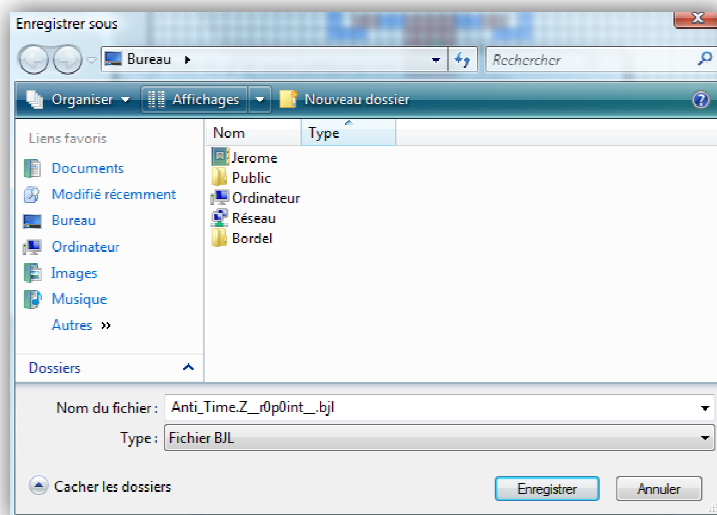 Enregistrer sous
Bureau
Rechercher
Organiser Affichages Nouveau dossier
Liens favoris
Documents
Modifié récemment
Bureau
Ordinateur
Images
Musique
Autres »
Dossiers
Nom Type
Jerome
Public
Ordinateur
Réseau
Bordel
Nom du fichier : Anti_Time.Z__r0p0int__.bjl
Type : Fichier BJL
Cacher les dossiers Enregistrer Annuler